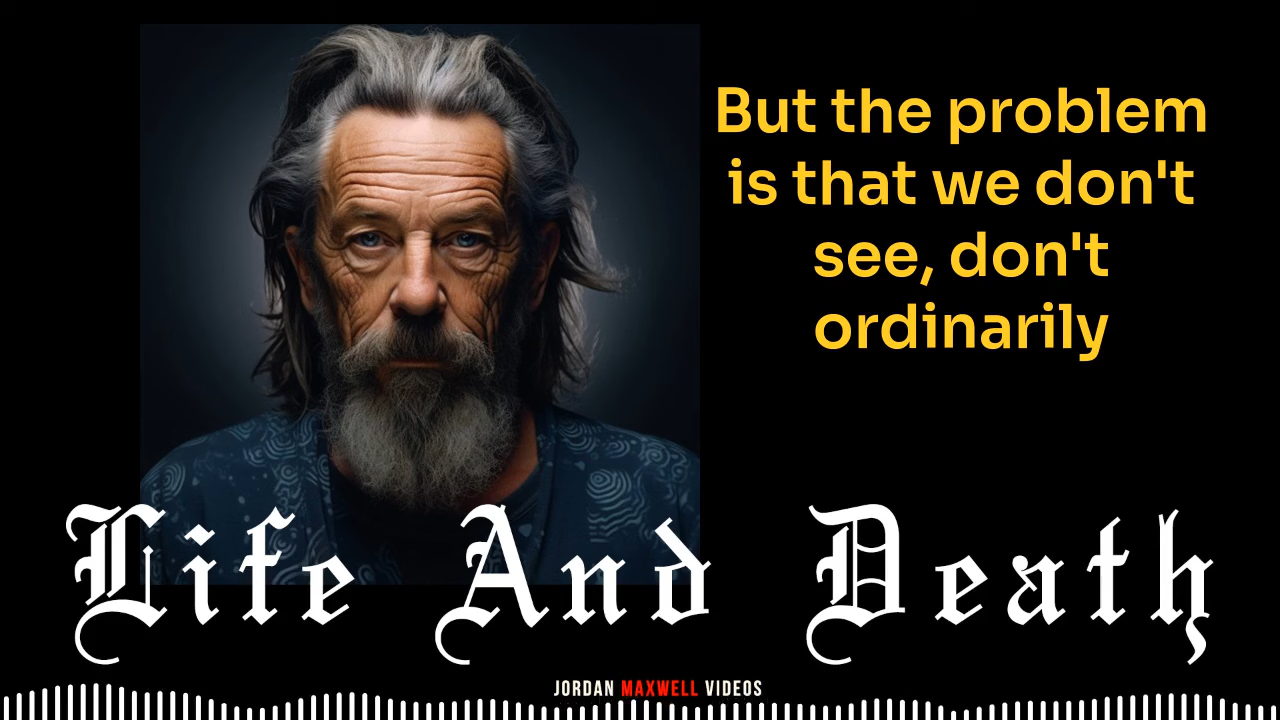 But the problem
is that we don't
see, don't
ordinarily
Life And Death
JORDAN MAXWELL VIDEOS